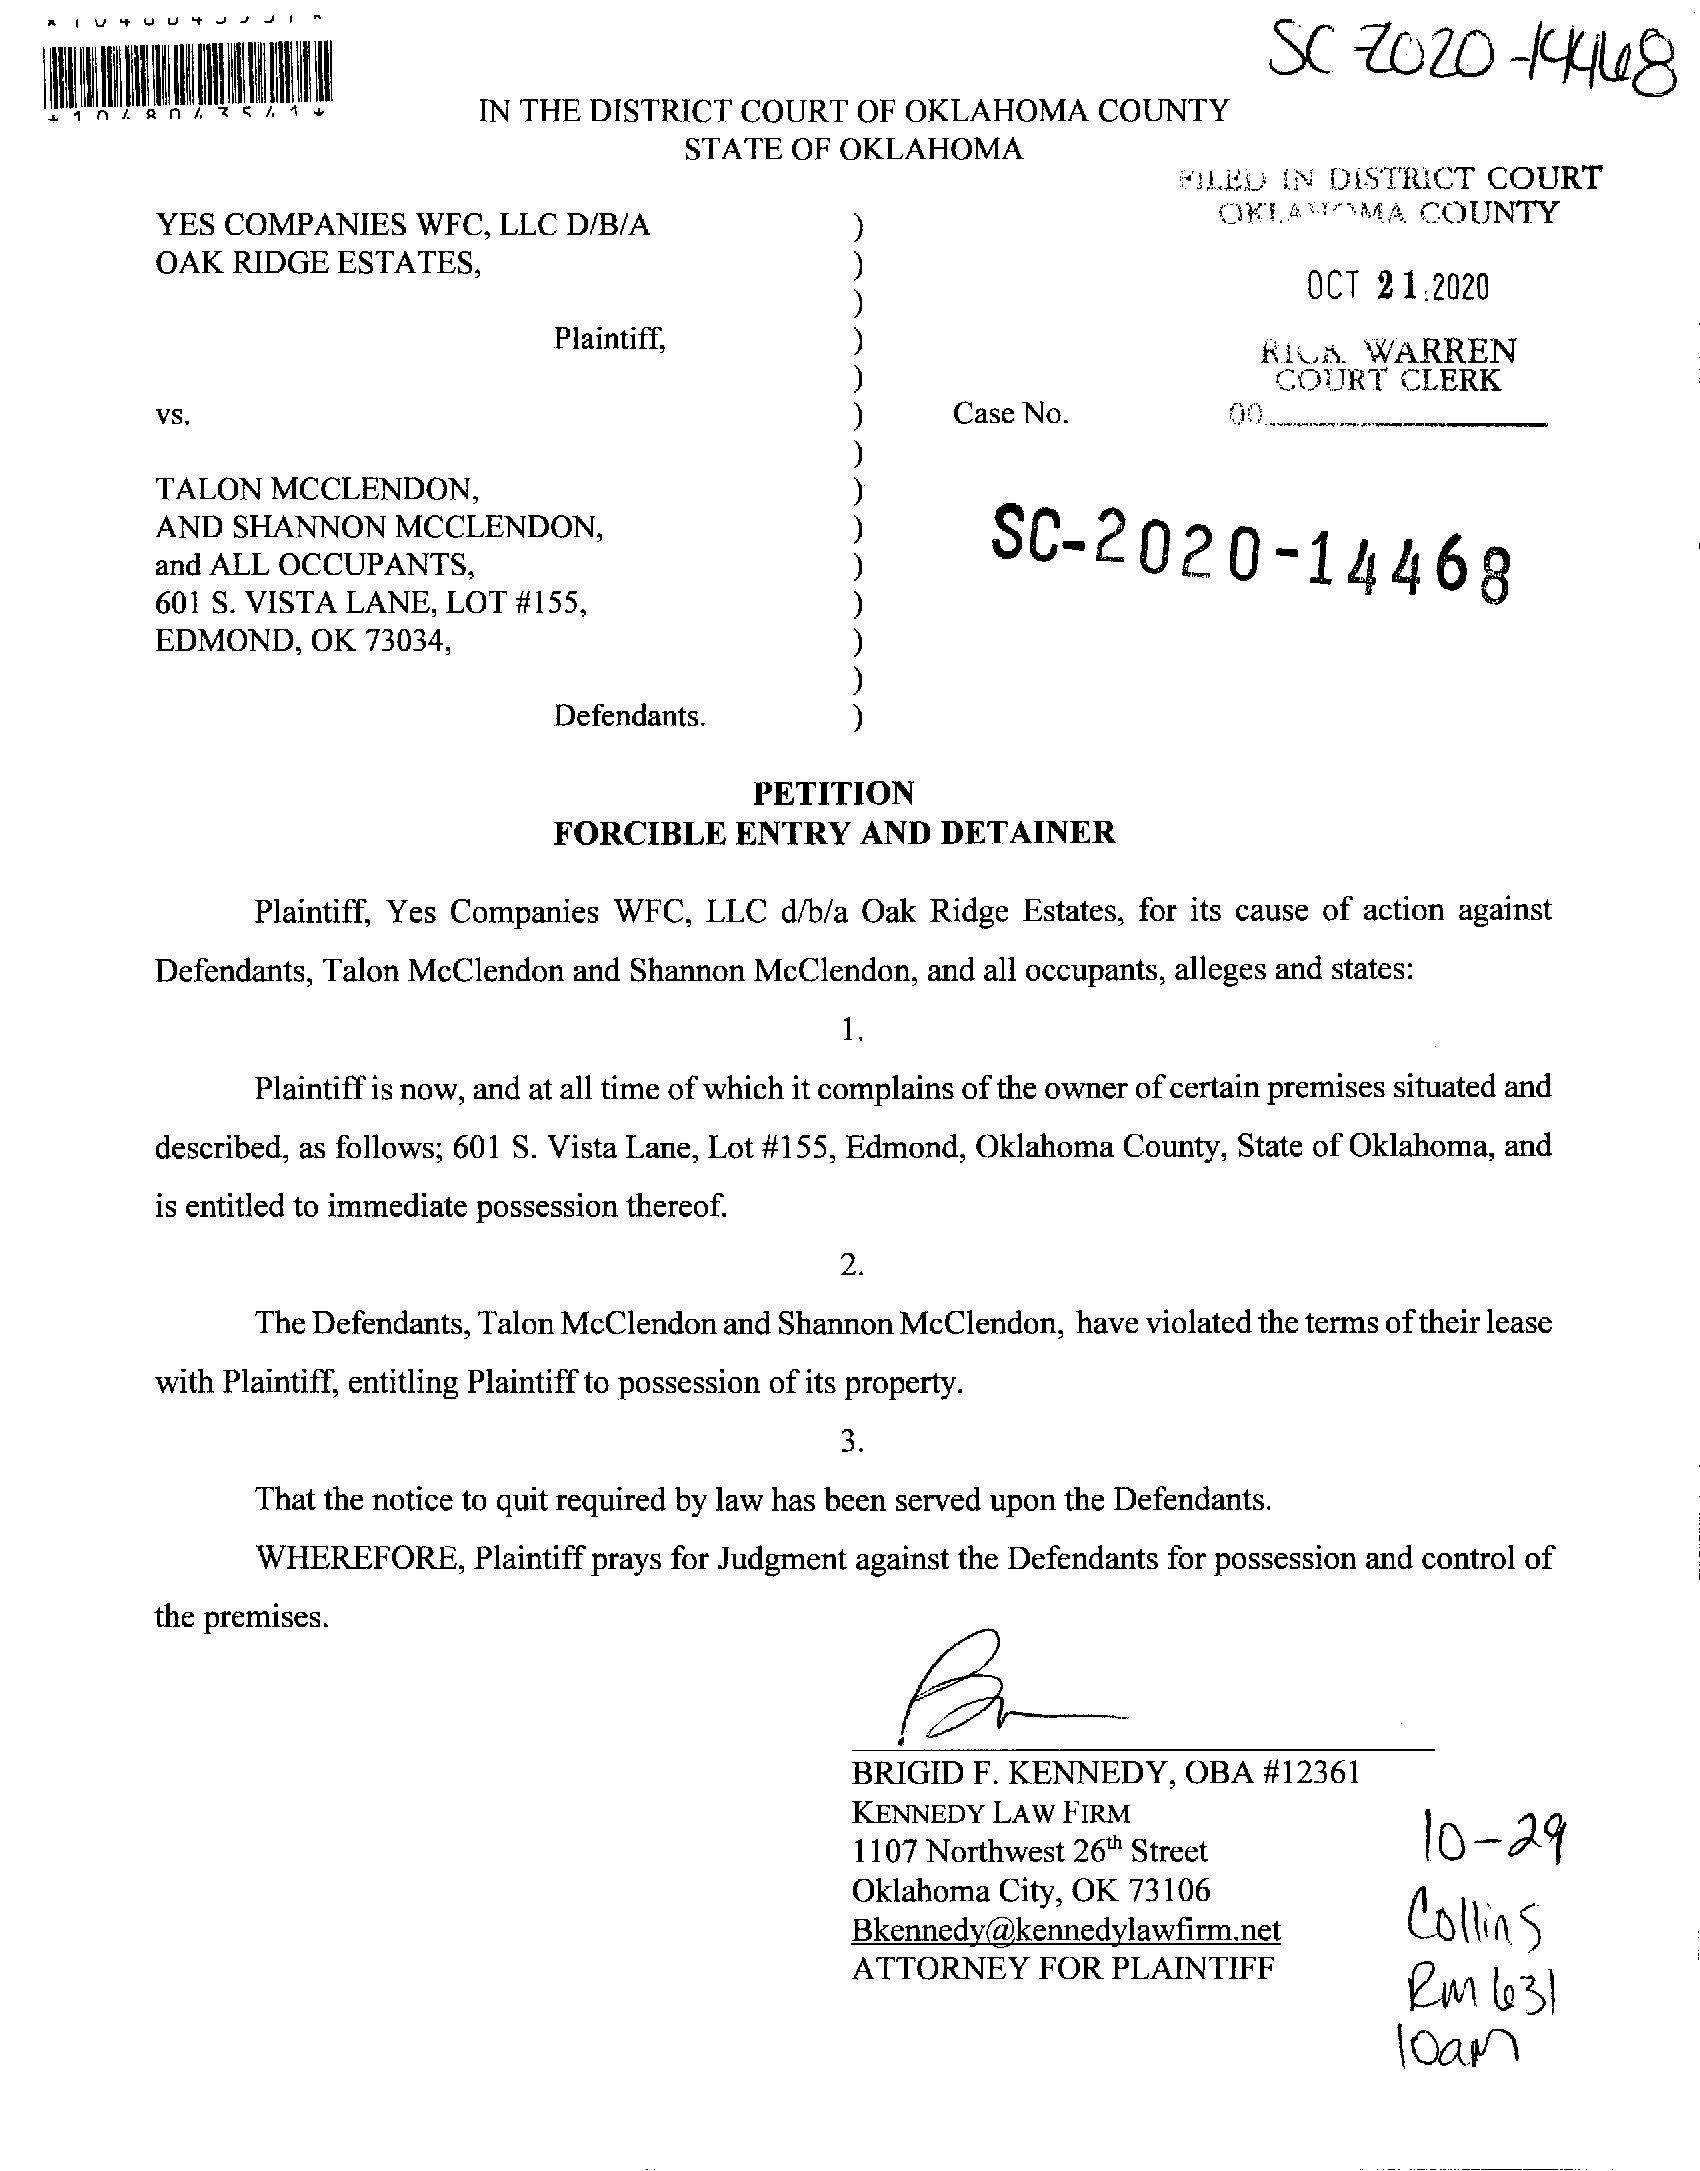 SC 2020-14468
IN THE DISTRICT COURT OF OKLAHOMA COUNTY
STATE OF OKLAHOMA
FILED IN DISTRICT COURT
OKLAHOMA COUNTY
OCT 21 2020
RICK WARREN
COURT CLERK
00
YES COMPANIES WFC, LLC D/B/A )
OAK RIDGE ESTATES, )
)
Plaintiff, )
)
vs. ) Case No.
)
TALON MCCLENDON, )
AND SHANNON MCCLENDON, ) SC-2020-14468
and ALL OCCUPANTS, )
601 S. VISTA LANE, LOT #155, )
EDMOND, OK 73034, )
)
Defendants. )
PETITION
FORCIBLE ENTRY AND DETAINER
Plaintiff, Yes Companies WFC, LLC d/b/a Oak Ridge Estates, for its cause of action against
Defendants, Talon McClendon and Shannon McClendon, and all occupants, alleges and states:
1.
Plaintiff is now, and at all time of which it complains of the owner of certain premises situated and
described, as follows; 601 S. Vista Lane, Lot #155, Edmond, Oklahoma County, State of Oklahoma, and
is entitled to immediate possession thereof.
2.
The Defendants, Talon McClendon and Shannon McClendon, have violated the terms of their lease
with Plaintiff, entitling Plaintiff to possession of its property.
3.
That the notice to quit required by law has been served upon the Defendants.
WHEREFORE, Plaintiff prays for Judgment against the Defendants for possession and control of
the premises.
BRIGID F. KENNEDY, OBA #12361
KENNEDY LAW FIRM
1107 Northwest 26th Street
Oklahoma City, OK 73106
Bkennedy@kennedylawfirm.net
ATTORNEY FOR PLAINTIFF
10-29
Collins
Rm 631
10am